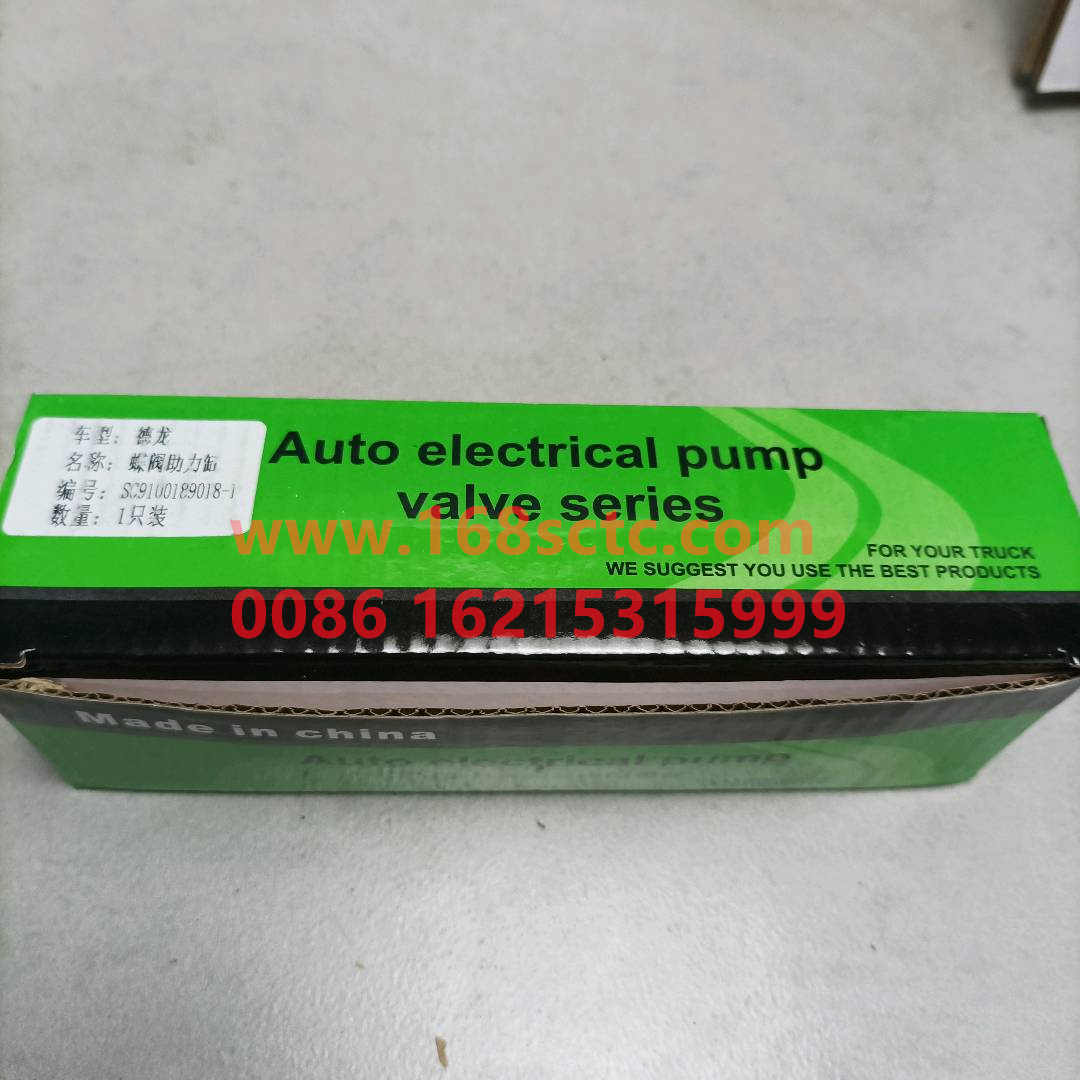 车型：德龙
名称：蝶阀助力缸
编号：SC9100189018-1
数量：1只装
Auto electrical pump
valve series
www.168sctc.com
FOR YOUR TRUCK
WE SUGGEST YOU USE THE BEST PRODUCTS
0086 16215315999
Made in china
Auto electrical pump